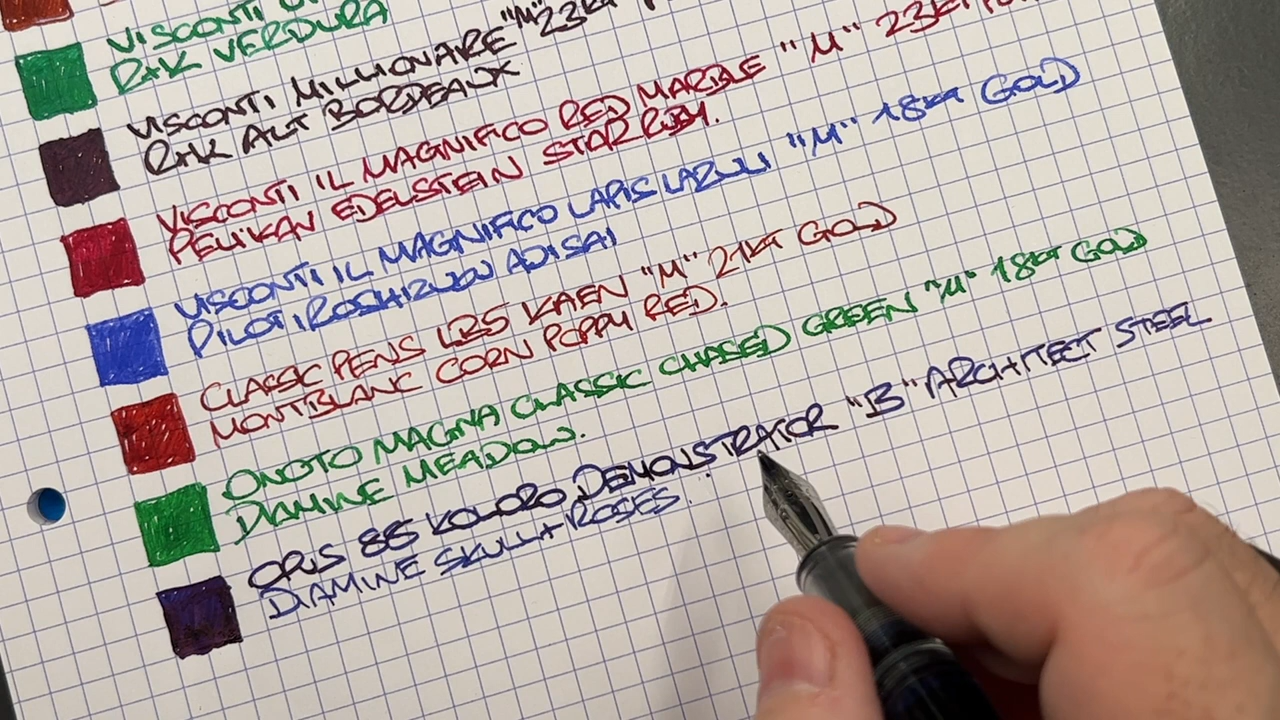 VISCONTI
R+K VERDURA
VISCONTI MILLIONAIRE "M" 23KT
R+K ALT BORDEAUX
VISCONTI IL MAGNIFICO RED MARBLE "M" 23KT
PELIKAN EDELSTEIN STAR RUBY.
VISCONTI IL MAGNIFICO LAPIS LAZULI "M" 18KT GOLD
PILOT IROSHIZUKU AJISAI
CLASSIC PENS LB5 KAEN "M" 21KT GOLD
MONTBLANC CORN POPPY RED.
ONOTO MAGNA CLASSIC CHASED GREEN "M" 18KT GOLD
DIAMINE MEADOW.
OPUS 88 KOLORO DEMONSTRATOR "B" ARCHITECT STEEL
DIAMINE SKULL + ROSES.